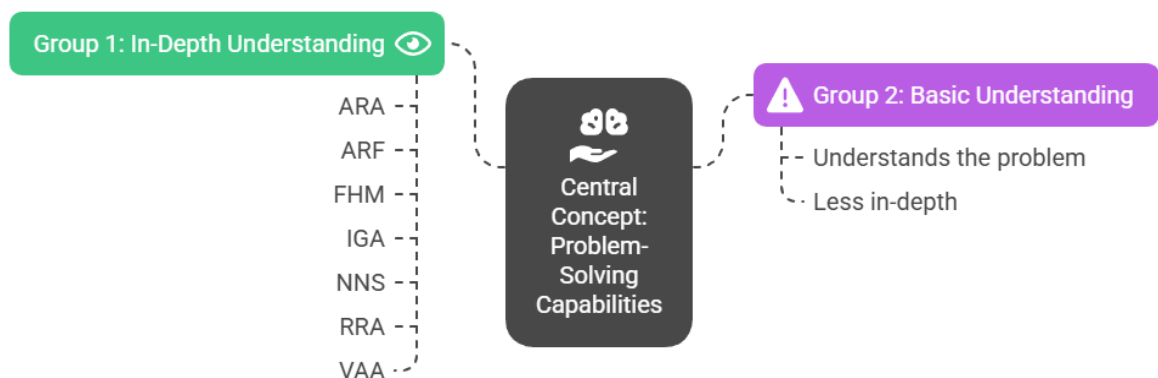 Group 1: In-Depth Understanding
ARA
ARF
FHM
IGA
NNS
RRA
VAA
Central
Concept:
Problem-
Solving
Capabilities
Group 2: Basic Understanding
Understands the problem
Less in-depth